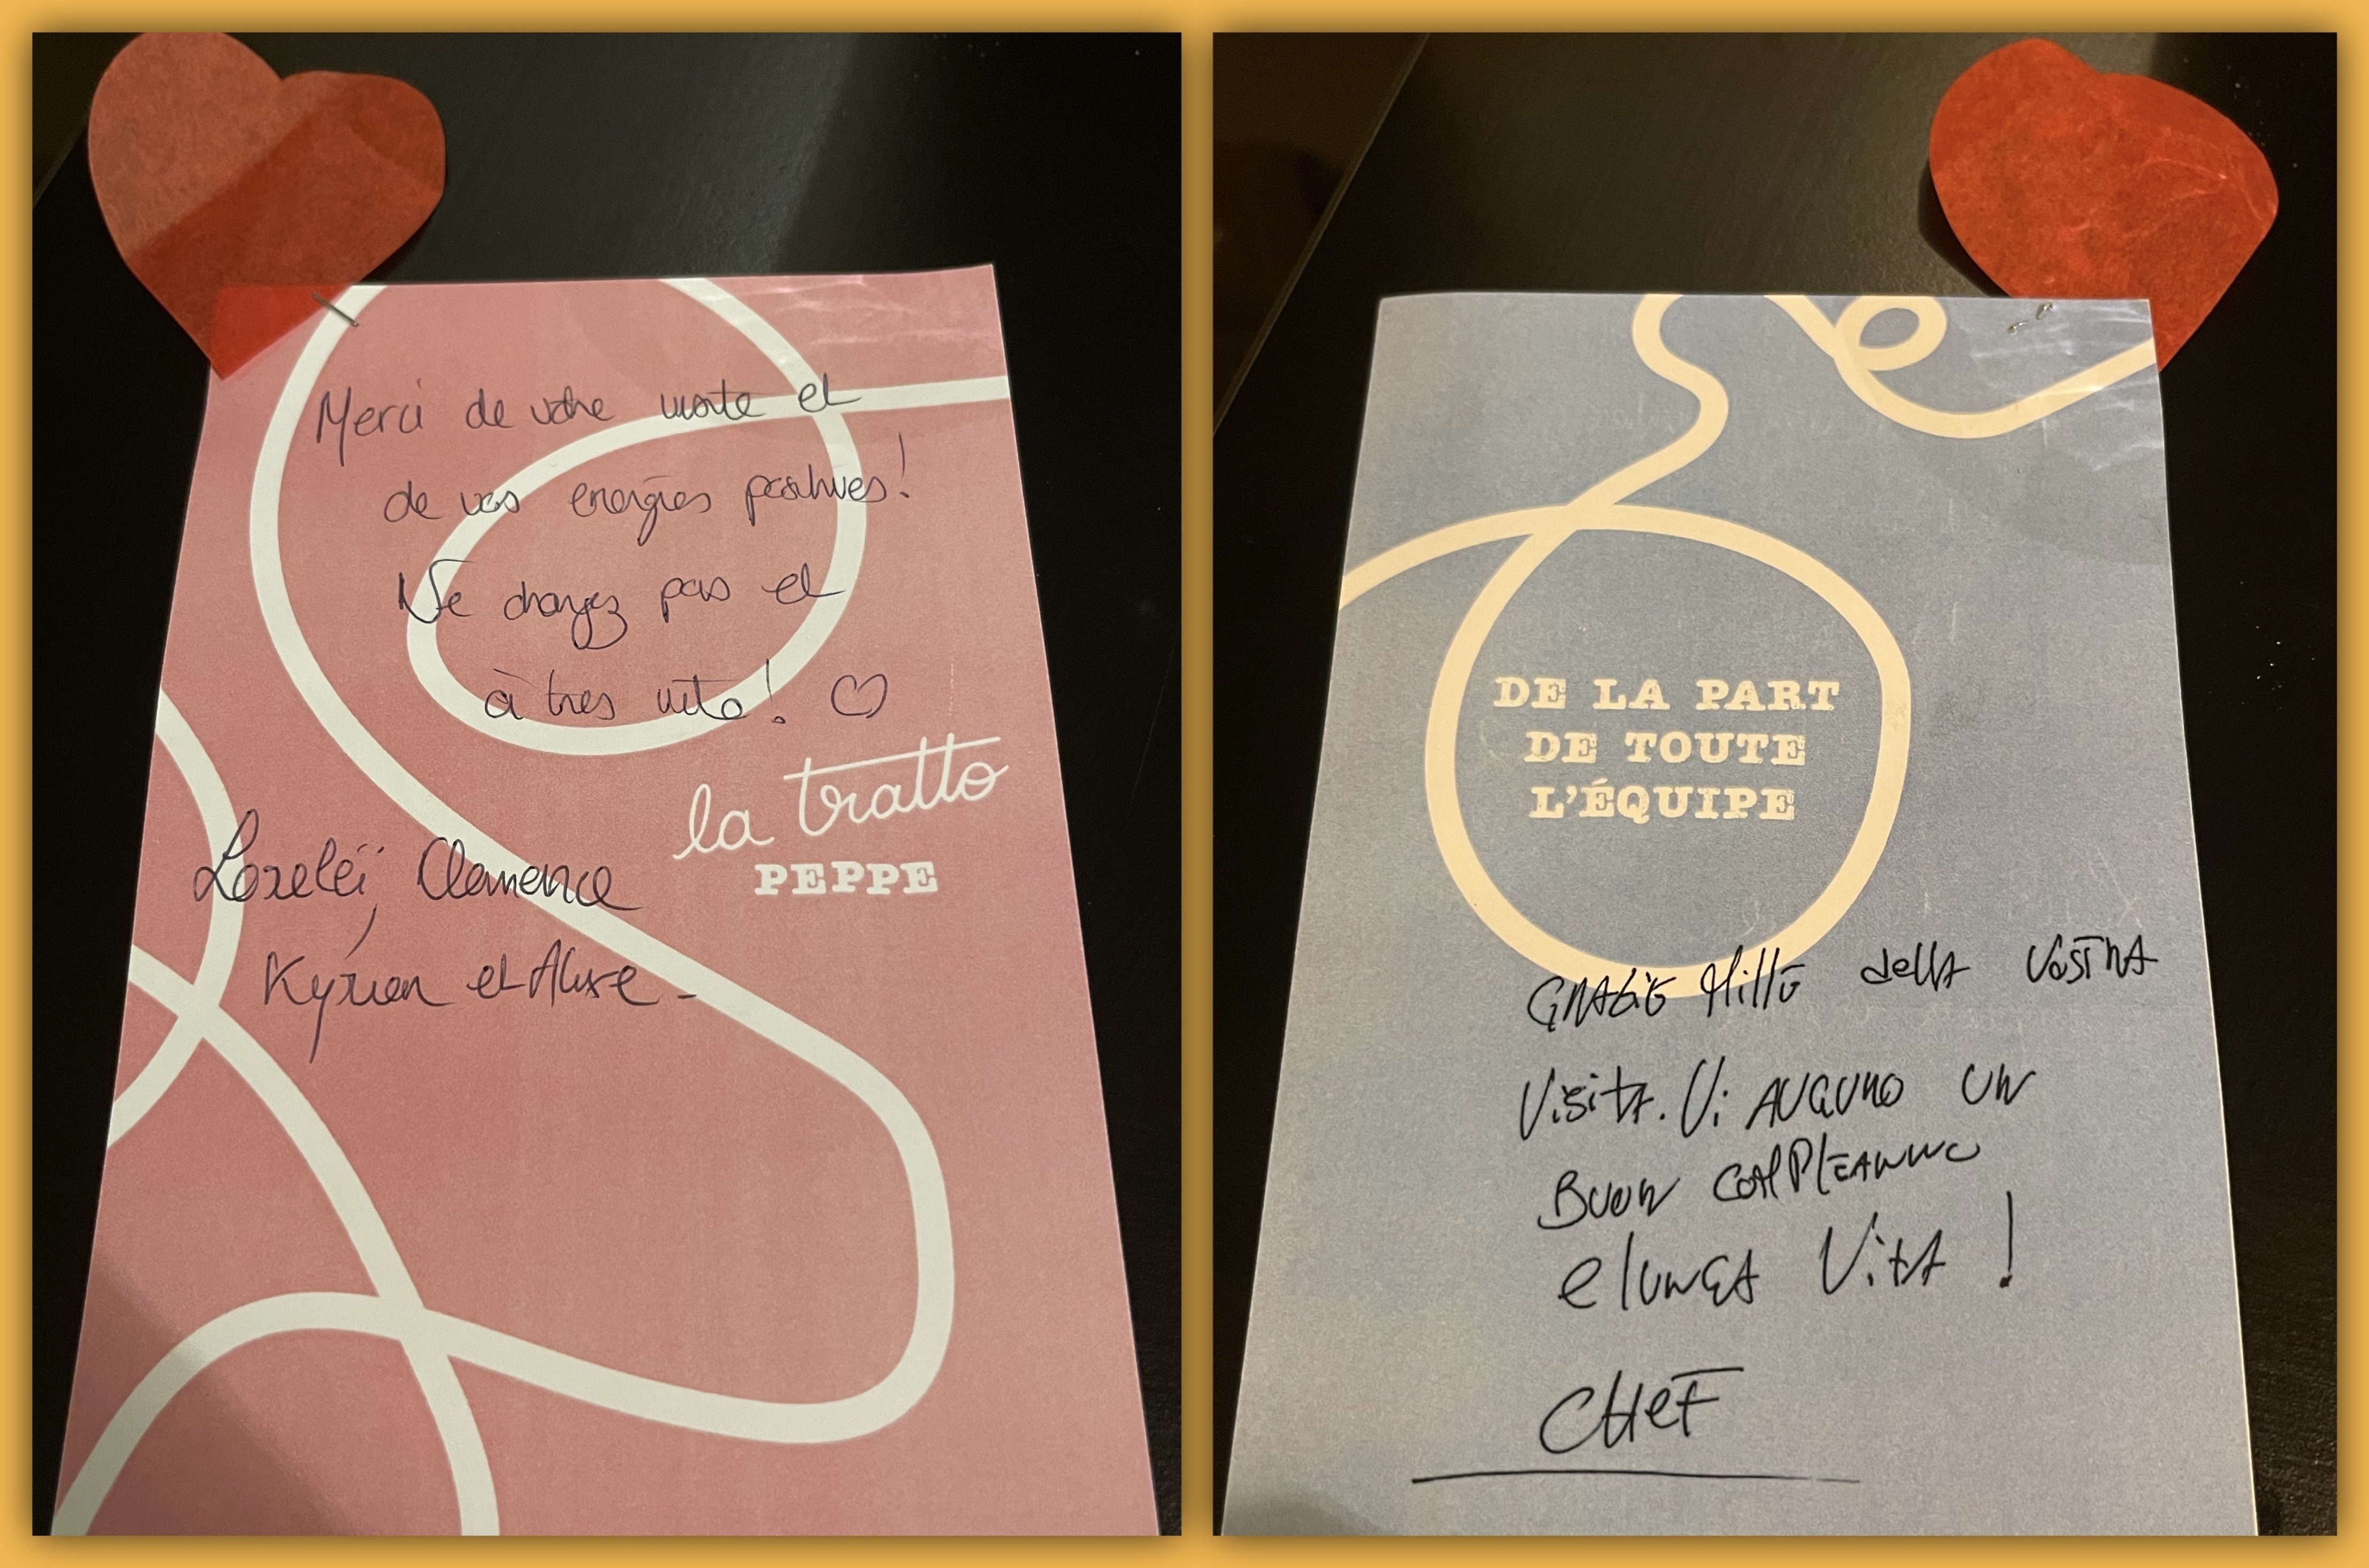 Merci de votre visite et
de vos énergies positives!
Ne changez pas et
à très vite!
la tratto
PEPPE
Loreleï, Clemence
Kyrien et Alixe
DE LA PART
DE TOUTE
L'ÉQUIPE
GRAZIE MILLE della VOSTRA
Visita. Vi AUGURO UN
BUON COMPLEANNO
e lUNGA VitA !
CHEF